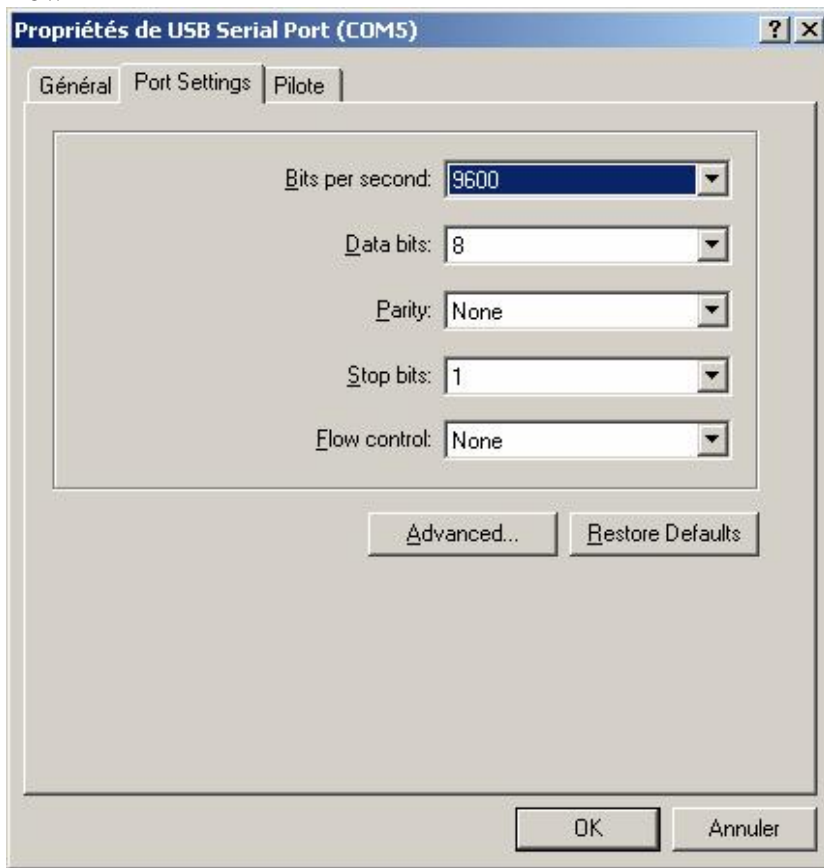 Propriétés de USB Serial Port (COM5)
Général Port Settings Pilote
Bits per second: 9600
Data bits: 8
Parity: None
Stop bits: 1
Flow control: None
Advanced... Restore Defaults
OK Annuler